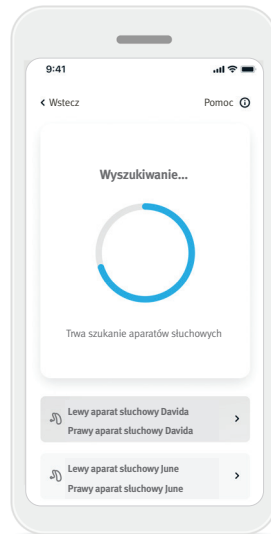 9:41
Wstecz
Pomoc
Wyszukiwanie...
Trwa szukanie aparatów słuchowych
Lewy aparat słuchowy Davida
Prawy aparat słuchowy Davida
Lewy aparat słuchowy June
Prawy aparat słuchowy June